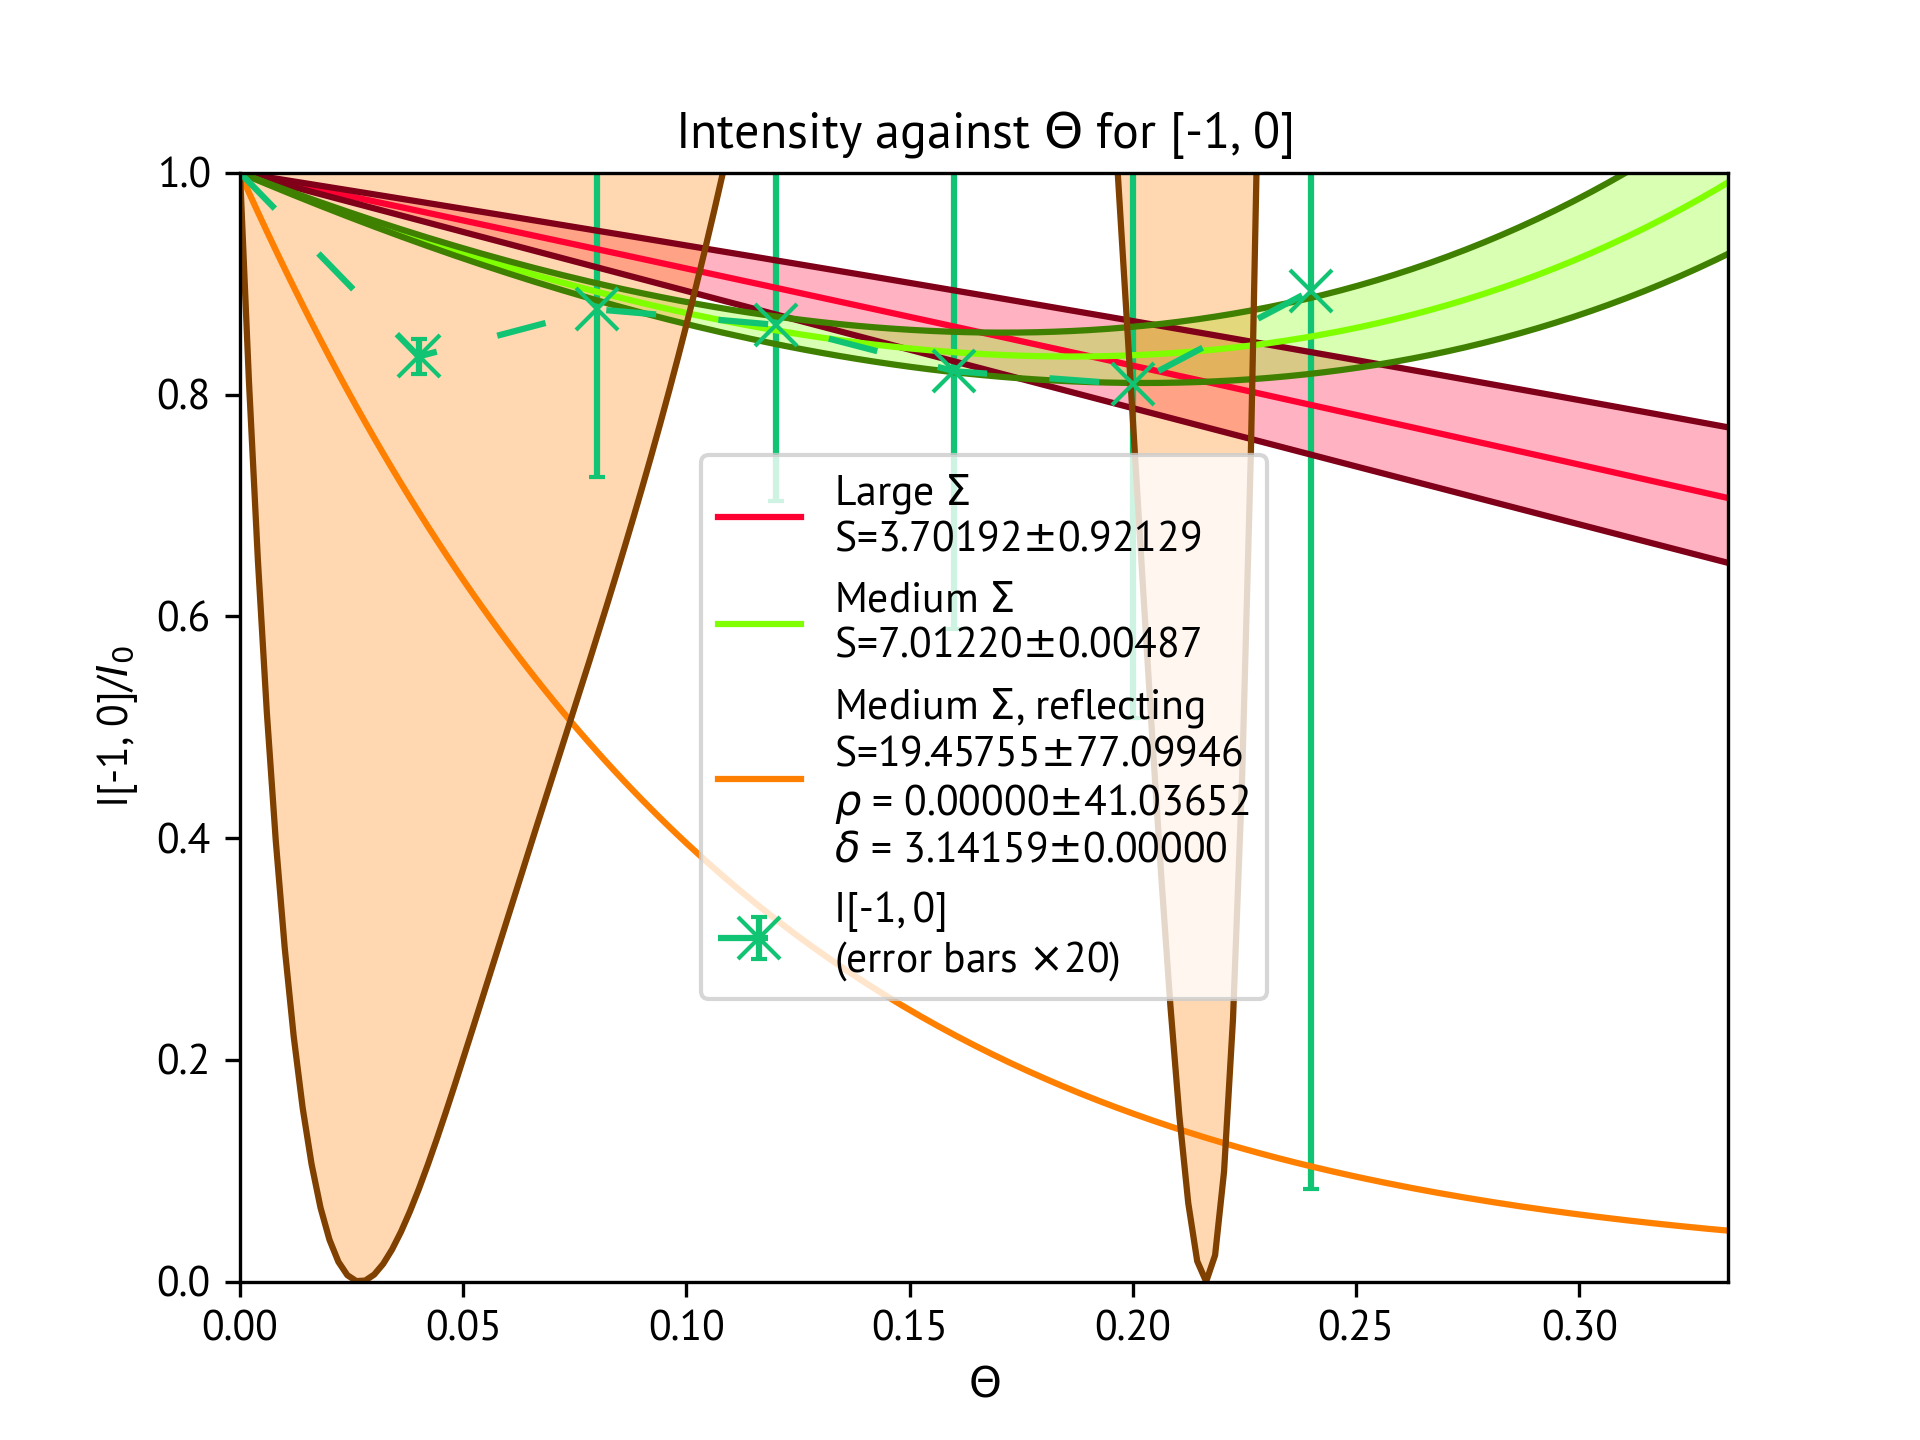 Intensity against Θ for [-1, 0]
I[-1, 0]/I₀
1.0
0.8
0.6
0.4
0.2
0.0
0.00 0.05 0.10 0.15 0.20 0.25 0.30
Θ
Large Σ
S=3.70192±0.92129
Medium Σ
S=7.01220±0.00487
Medium Σ, reflecting
S=19.45755±77.09946
ρ = 0.00000±41.03652
δ = 3.14159±0.00000
I[-1, 0]
(error bars ×20)